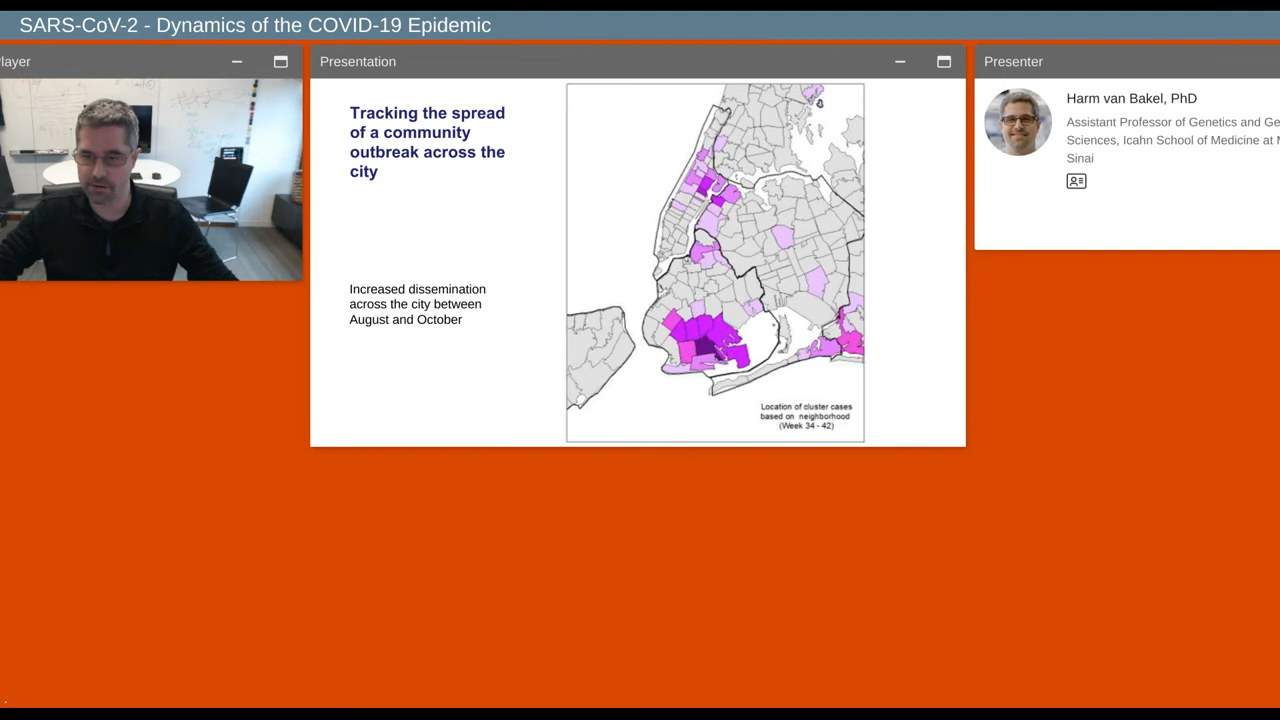 SARS-CoV-2 - Dynamics of the COVID-19 Epidemic
layer
Presentation
Presenter
Tracking the spread
of a community
outbreak across the
city
Increased dissemination
across the city between
August and October
Location of cluster cases
based on neighborhood
(Week 34 - 42)
Harm van Bakel, PhD
Assistant Professor of Genetics and Ge
Sciences, Icahn School of Medicine at M
Sinai